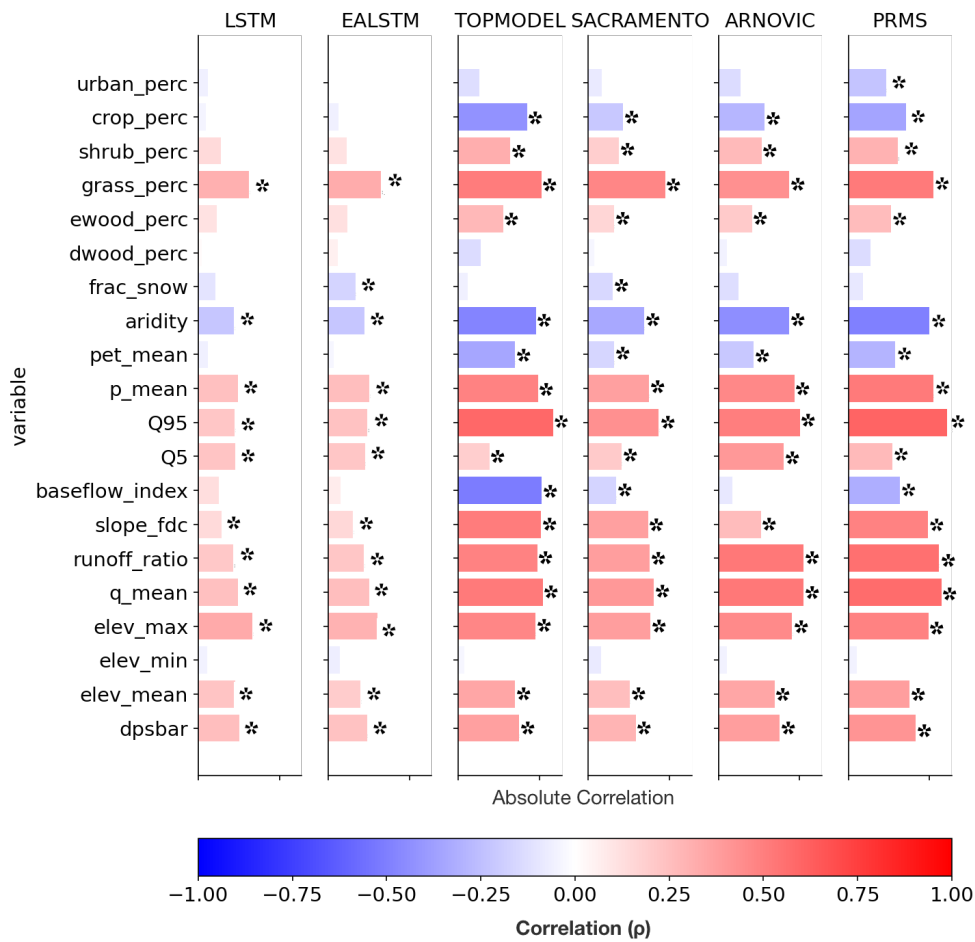 LSTM EALSTM TOPMODEL SACRAMENTO ARNOVIC PRMS
urban_perc
crop_perc * * * *
shrub_perc * * * *
grass_perc * * * * * *
ewood_perc * * * *
dwood_perc
frac_snow * *
aridity * * * * * *
pet_mean * * * *
p_mean * * * * * *
Q95 * * * * * *
Q5 * * * * * *
baseflow_index * * *
slope_fdc * * * * * *
runoff_ratio * * * * * *
q_mean * * * * * *
elev_max * * * * * *
elev_min
elev_mean * * * * * *
dpsbar * * * * * *
variable
Absolute Correlation
−1.00 −0.75 −0.50 −0.25 0.00 0.25 0.50 0.75 1.00
Correlation (ρ)